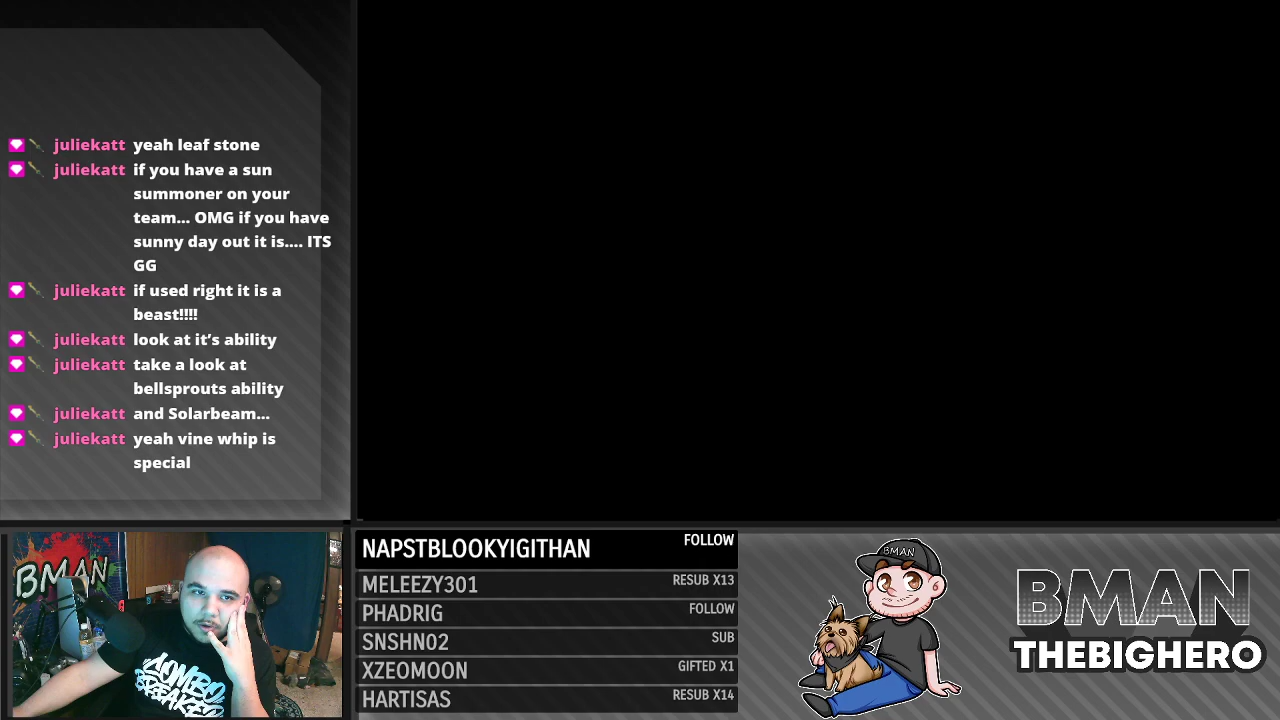 juliekatt yeah leaf stone
juliekatt if you have a sun
summoner on your
team... OMG if you have
sunny day out it is.... ITS
GG
juliekatt if used right it is a
beast!!!!
juliekatt look at it’s ability
juliekatt take a look at
bellsprouts ability
juliekatt and Solarbeam...
juliekatt yeah vine whip is
special
BMAN
COMBO
BREAKER
NAPSTBLOOKYIGITHAN FOLLOW
MELEEZY301 RESUB X13
PHADRIG FOLLOW
SNSHN02 SUB
XZEOMOON GIFTED X1
HARTISAS RESUB X14
BMAN
BMAN
THEBIGHERO